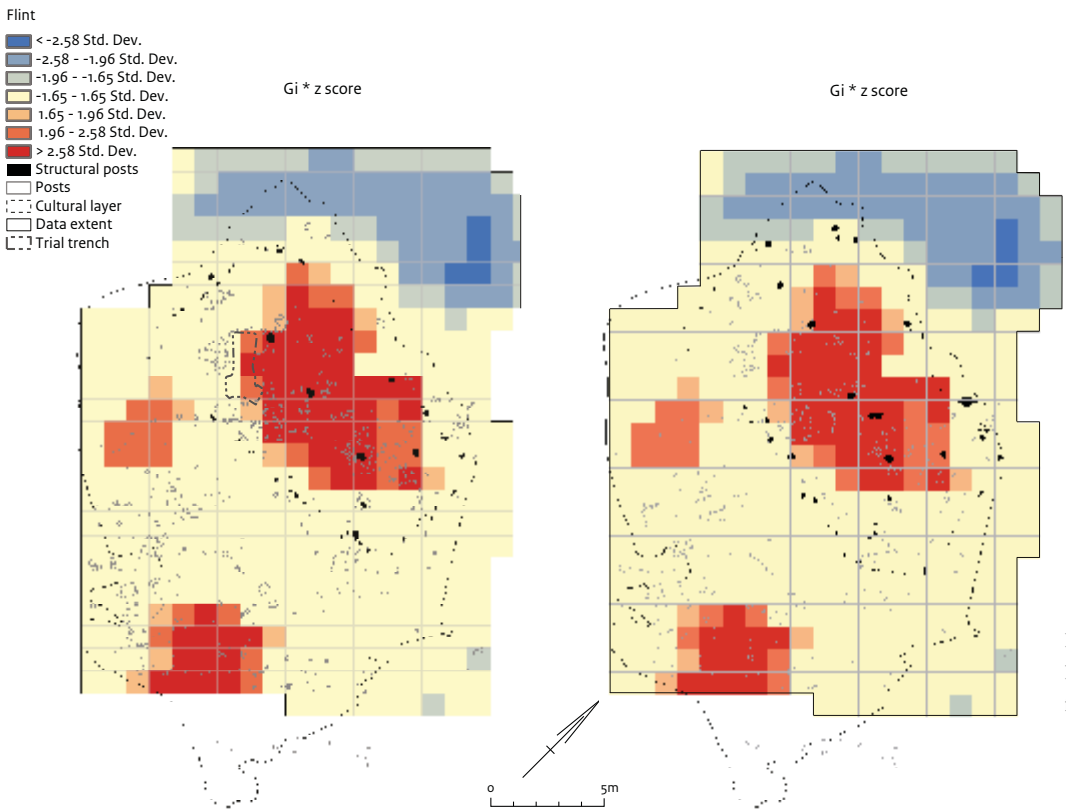 Flint
< -2.58 Std. Dev.
-2.58 - -1.96 Std. Dev.
-1.96 - -1.65 Std. Dev.
-1.65 - 1.65 Std. Dev.
1.65 - 1.96 Std. Dev.
1.96 - 2.58 Std. Dev.
> 2.58 Std. Dev.
Structural posts
Posts
Cultural layer
Data extent
Trial trench
Gi * z score
Gi * z score
0 5m